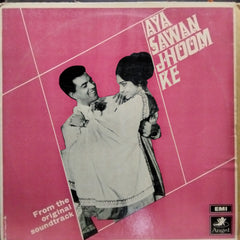 AYA
SAWAN
JHOOM
KE
From the
original
soundtrack
EMI
Angel